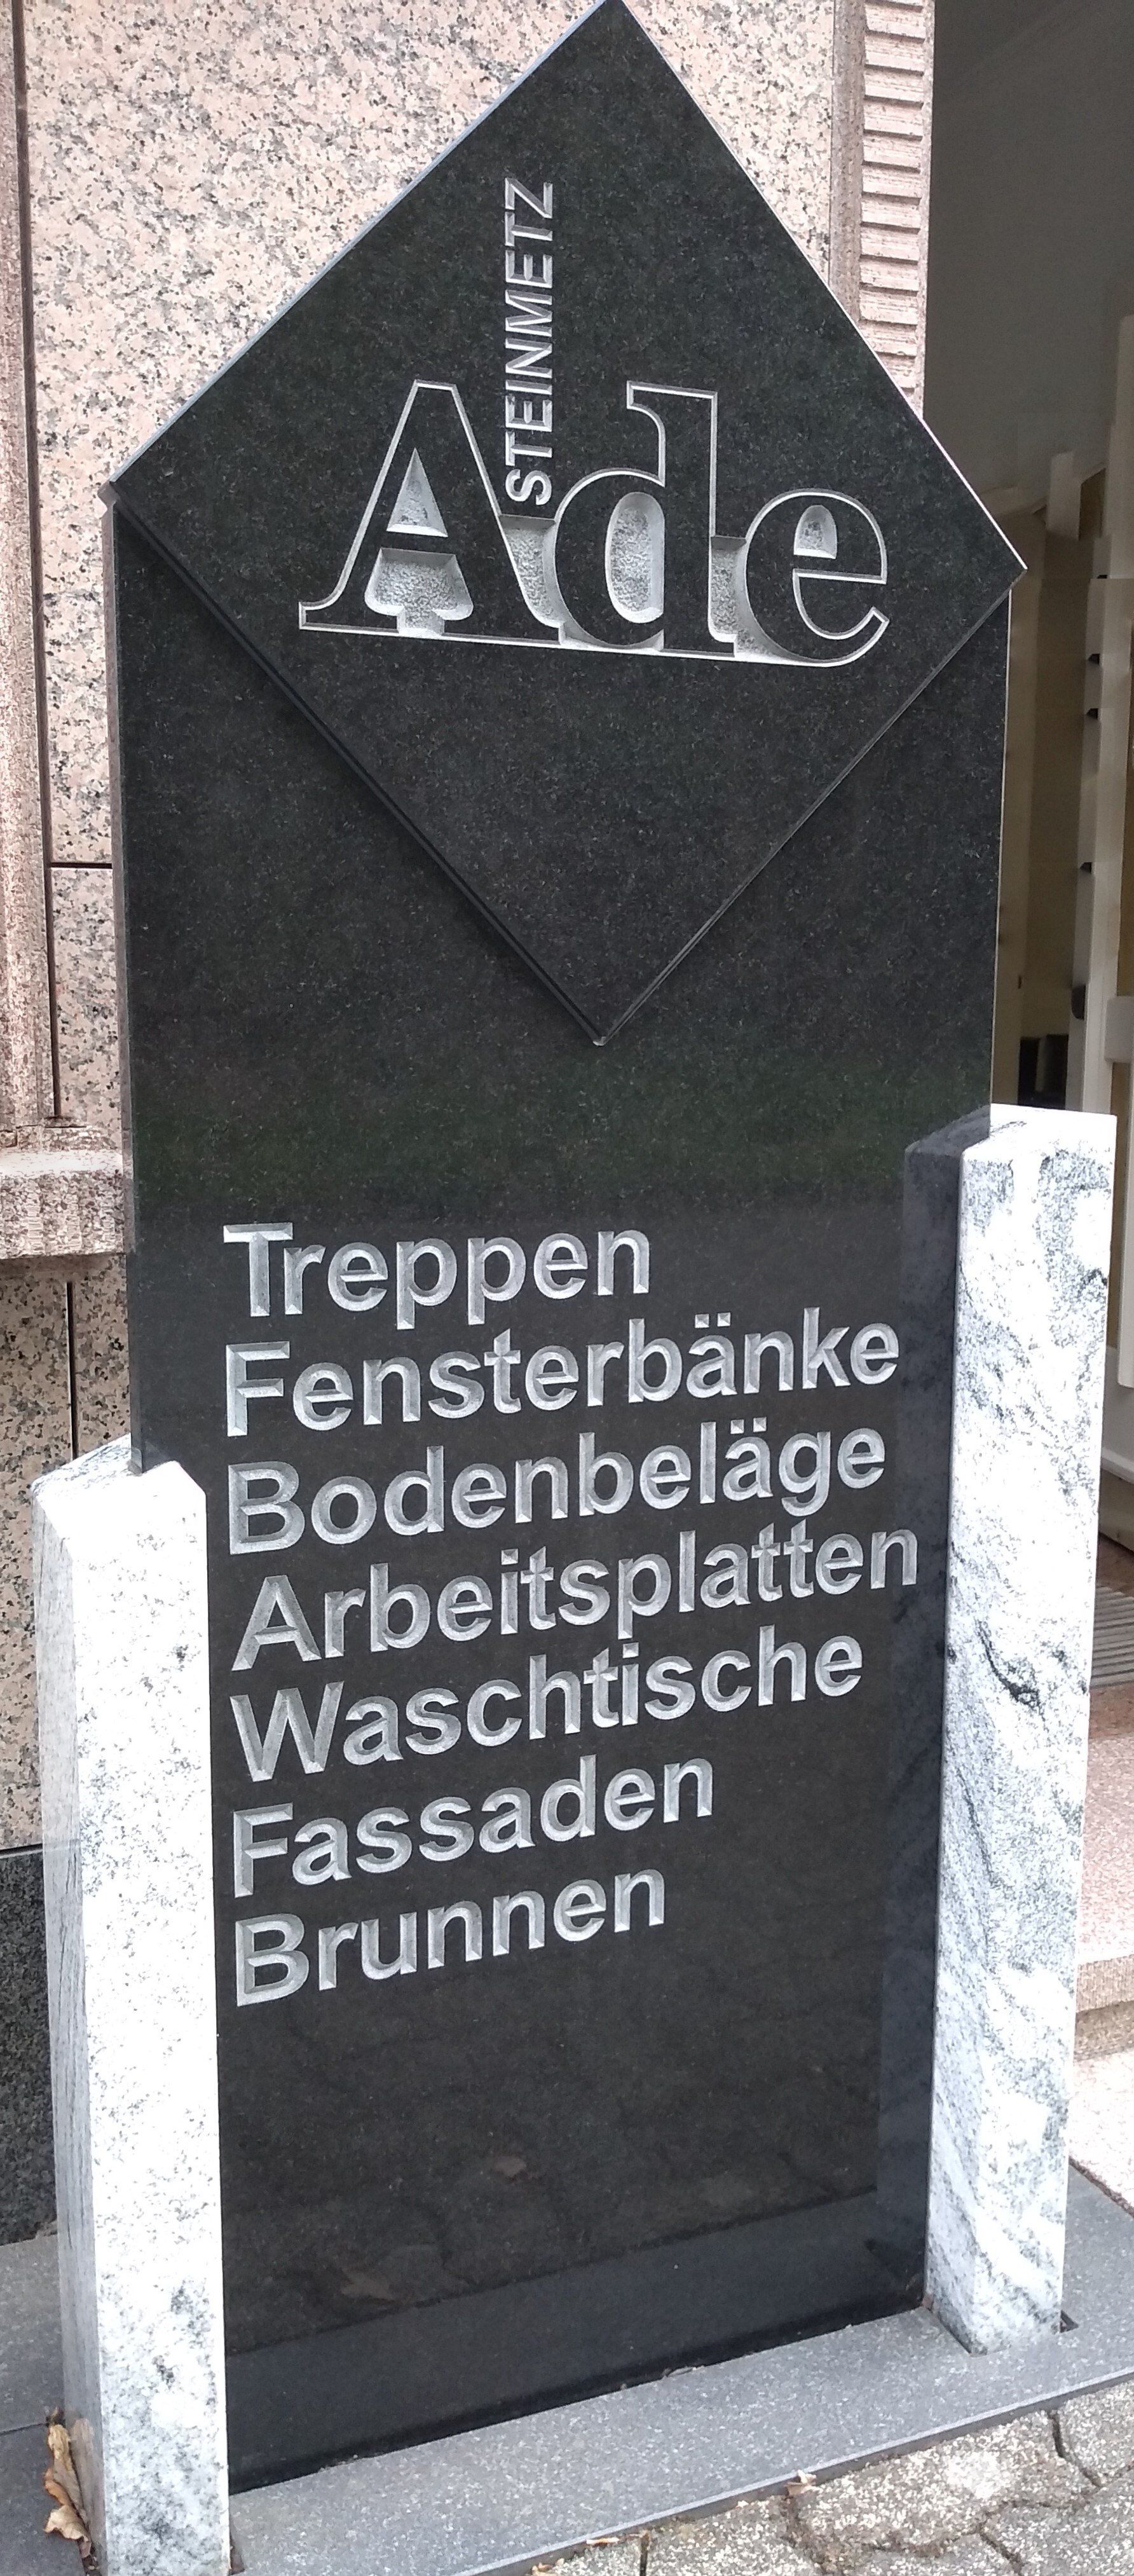 STEINMETZ
Ade
Treppen
Fensterbänke
Bodenbeläge
Arbeitsplatten
Waschtische
Fassaden
Brunnen